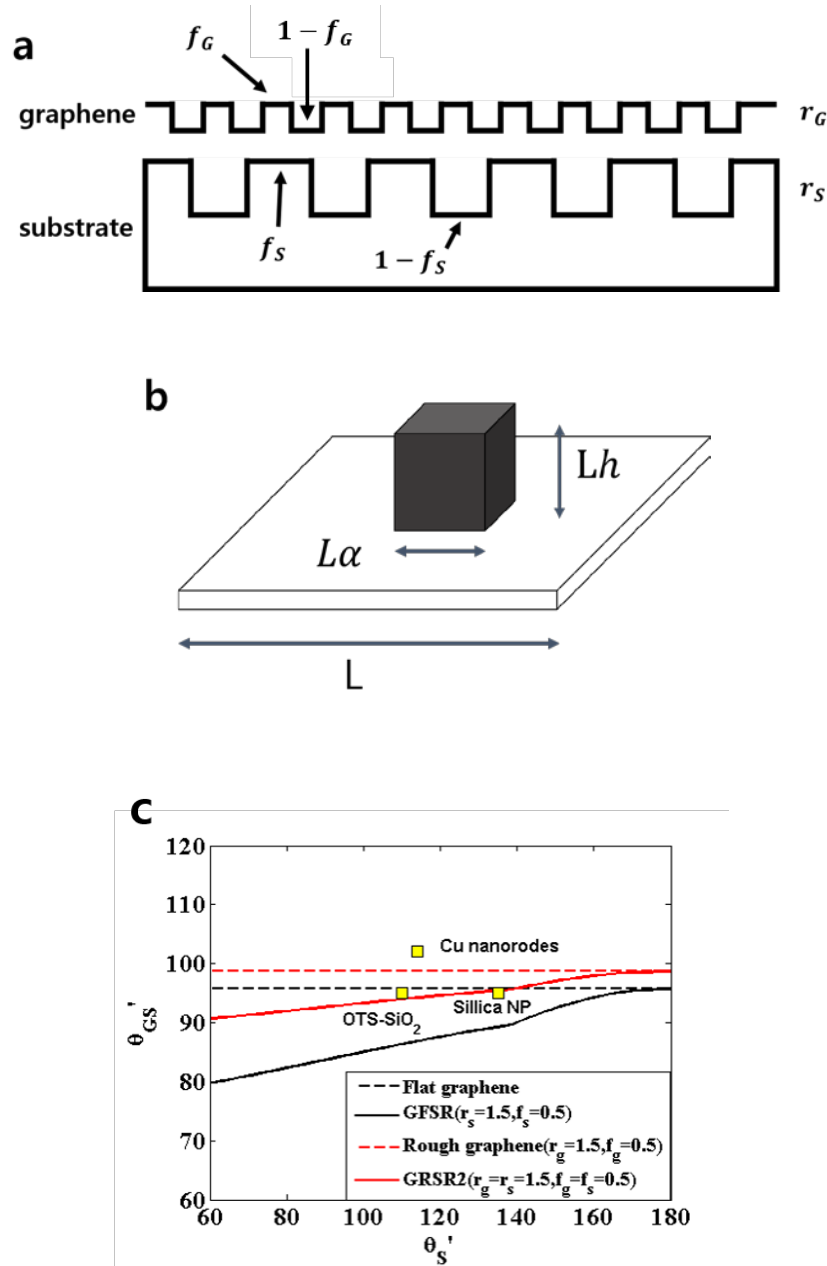 a
f_G
1 − f_G
graphene
r_G
substrate
r_S
f_S
1 − f_S
b
Lh
Lα
L
c
120
110
100
90
80
70
60
θ_GS'
Cu nanorodes
OTS-SiO₂
Sillica NP
Flat graphene
GFSR(r_s=1.5,f_s=0.5)
Rough graphene(r_g=1.5,f_g=0.5)
GRSR2(r_g=r_s=1.5,f_g=f_s=0.5)
60 80 100 120 140 160 180
θ_S'